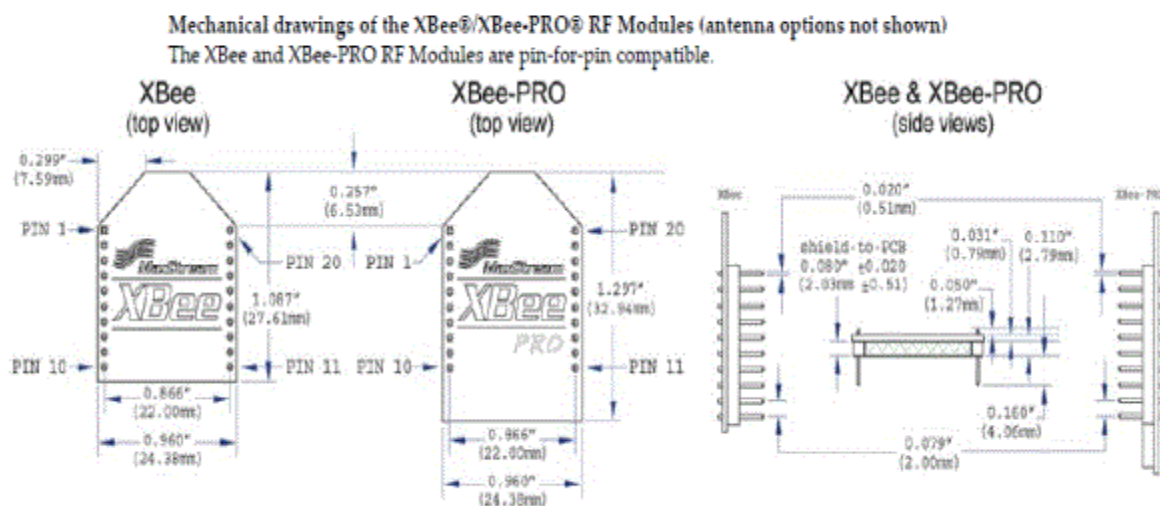 Mechanical drawings of the XBee®/XBee-PRO® RF Modules (antenna options not shown)
The XBee and XBee-PRO RF Modules are pin-for-pin compatible.
XBee
(top view)
XBee-PRO
(top view)
XBee & XBee-PRO
(side views)
0.299"
(7.59mm)
0.257"
(6.53mm)
PIN 1
PIN 20
PIN 1
PIN 20
MaxStream
XBee
1.087"
(27.61mm)
MaxStream
XBee
PRO
1.297"
(32.94mm)
PIN 10
PIN 11
PIN 10
PIN 11
0.866"
(22.00mm)
0.960"
(24.38mm)
0.866"
(22.00mm)
0.960"
(24.38mm)
XBee
XBee-PRO
0.020"
(0.51mm)
shield-to-PCB
0.080" ±0.020
(2.03mm ±0.51)
0.031"
(0.79mm)
0.110"
(2.79mm)
0.050"
(1.27mm)
0.160"
(4.06mm)
0.079"
(2.00mm)